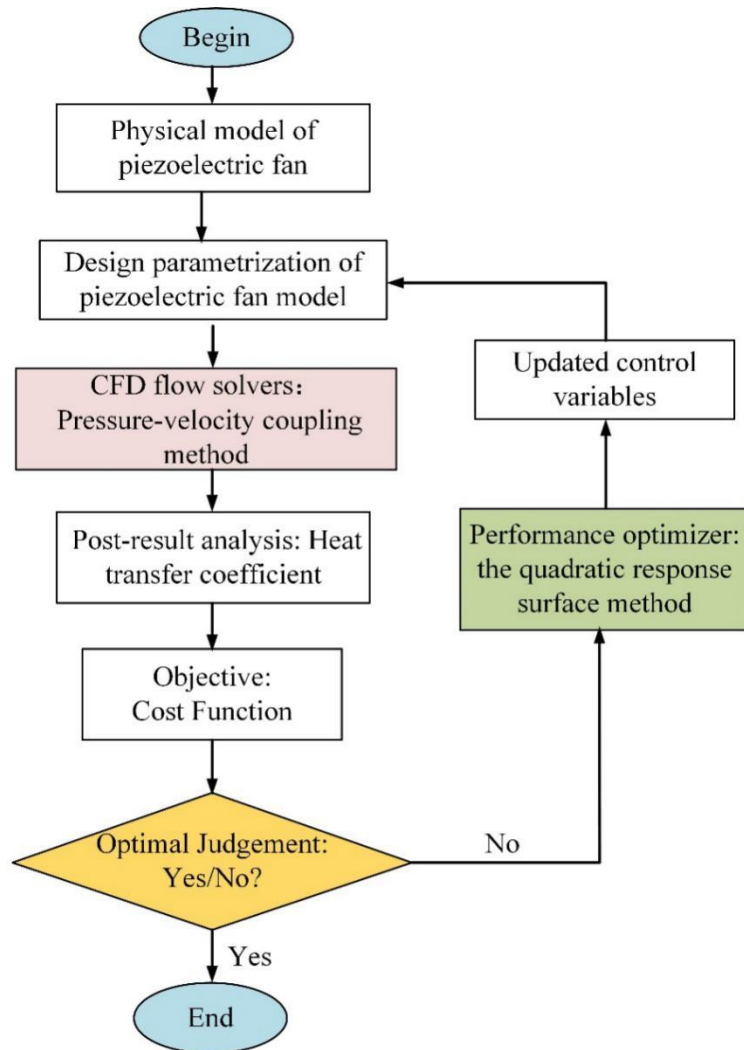 Begin
Physical model of
piezoelectric fan
Design parametrization of
piezoelectric fan model
CFD flow solvers：
Pressure-velocity coupling
method
Post-result analysis: Heat
transfer coefficient
Objective:
Cost Function
Optimal Judgement:
Yes/No?
No
Yes
End
Performance optimizer:
the quadratic response
surface method
Updated control
variables